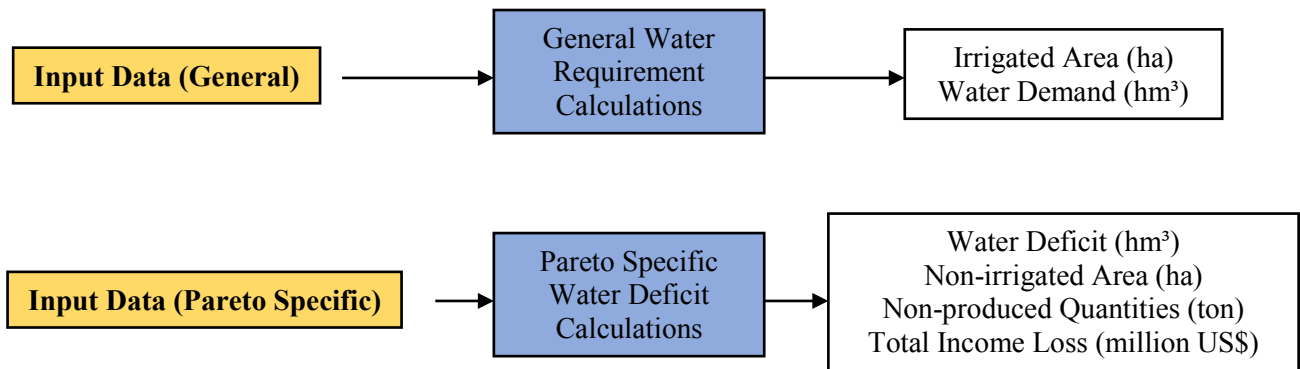 Input Data (General)
General Water
Requirement
Calculations
Irrigated Area (ha)
Water Demand (hm³)
Input Data (Pareto Specific)
Pareto Specific
Water Deficit
Calculations
Water Deficit (hm³)
Non-irrigated Area (ha)
Non-produced Quantities (ton)
Total Income Loss (million US$)